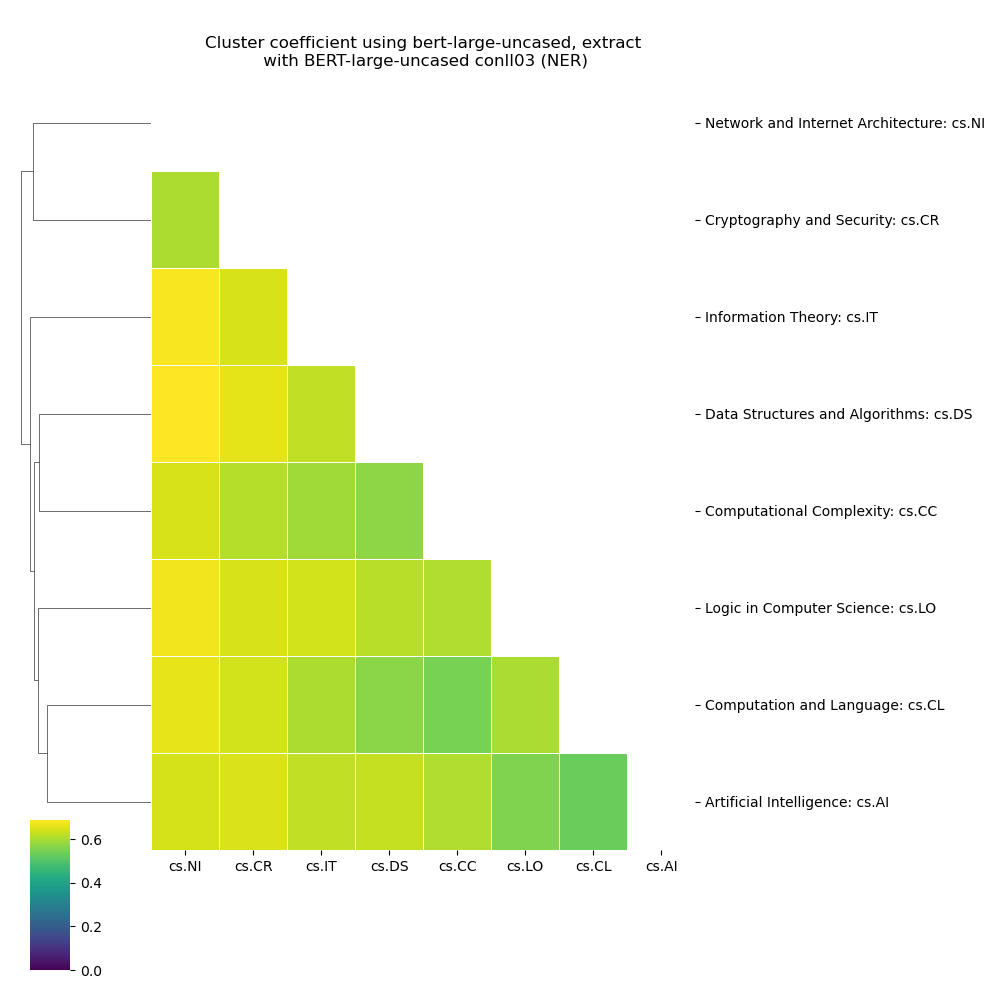 Cluster coefficient using bert-large-uncased, extract
with BERT-large-uncased conll03 (NER)
Network and Internet Architecture: cs.NI
Cryptography and Security: cs.CR
Information Theory: cs.IT
Data Structures and Algorithms: cs.DS
Computational Complexity: cs.CC
Logic in Computer Science: cs.LO
Computation and Language: cs.CL
Artificial Intelligence: cs.AI
0.6
0.4
0.2
0.0
cs.NI cs.CR cs.IT cs.DS cs.CC cs.LO cs.CL cs.AI